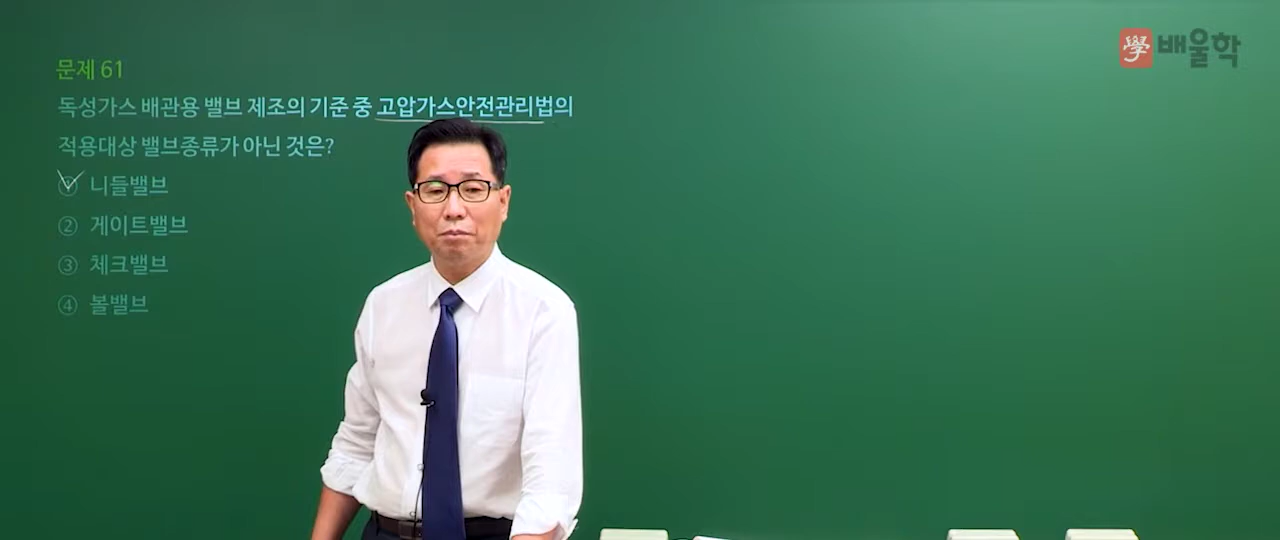 學 배울학
문제 61
독성가스 배관용 밸브 제조의 기준 중 고압가스안전관리법의
적용대상 밸브종류가 아닌 것은?
① 니들밸브
② 게이트밸브
③ 체크밸브
④ 볼밸브